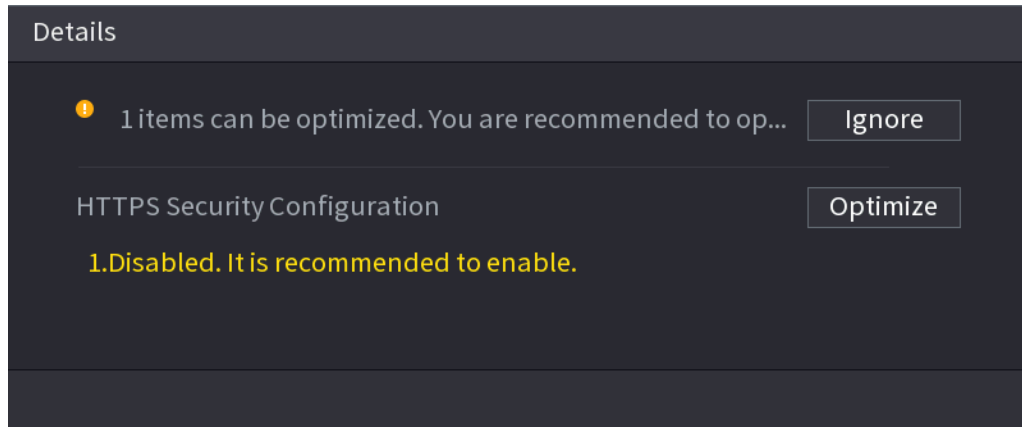 Details
1 items can be optimized. You are recommended to op...
Ignore
HTTPS Security Configuration
Optimize
1.Disabled. It is recommended to enable.